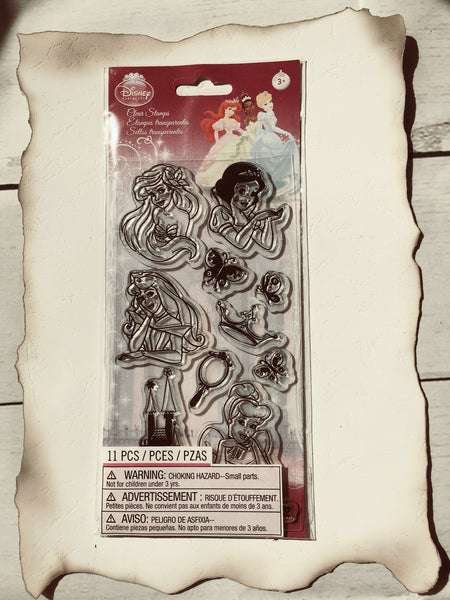 Disney
PRINCESS
3+
Clear Stamps
Étampes transparentes
Sellos transparentes
11 PCS / PCES / PZAS
WARNING: CHOKING HAZARD--Small parts.
Not for children under 3 yrs.
ADVERTISSEMENT : RISQUE D'ÉTOUFFEMENT.
Petites pièces. Ne convient pas aux enfants de moins de 3 ans.
AVISO: PELIGRO DE ASFIXIA--
Contiene piezas pequeñas. No apto para menores de 3 años.